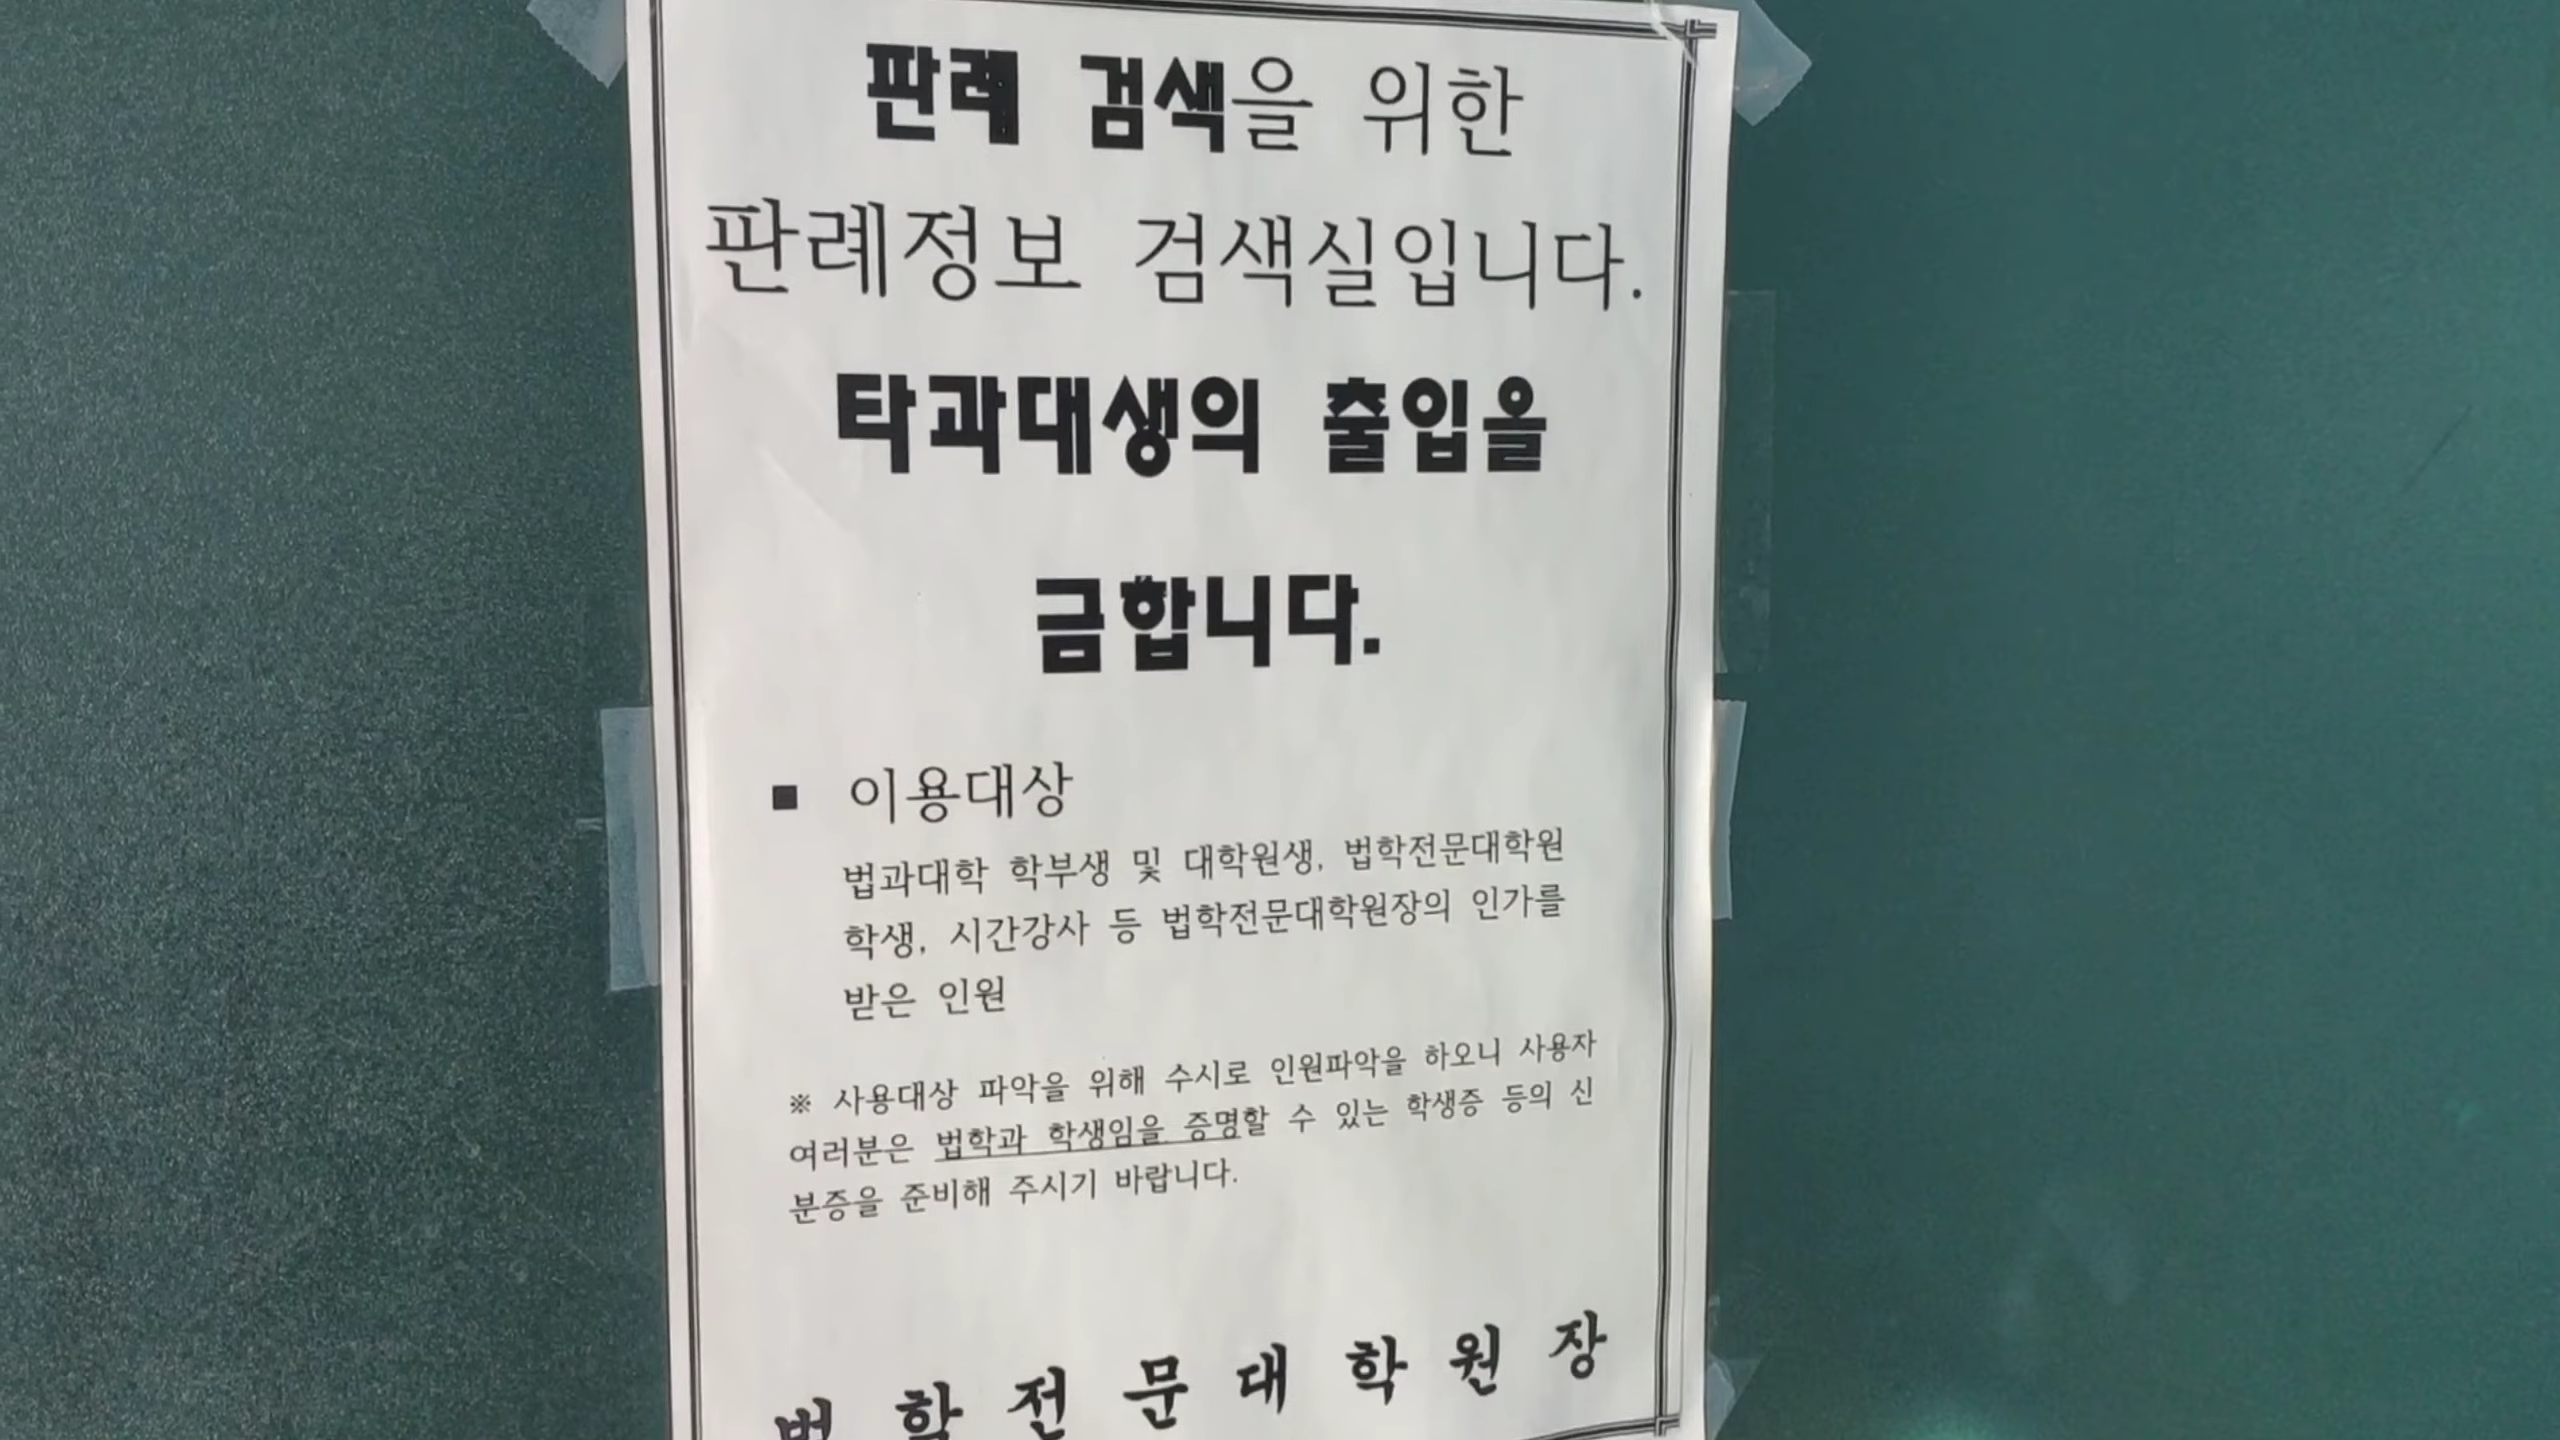 판례 검색을 위한
판례정보 검색실입니다.
타과대생의 출입을
금합니다.
■ 이용대상
법과대학 학부생 및 대학원생, 법학전문대학원
학생, 시간강사 등 법학전문대학원장의 인가를
받은 인원
※ 사용대상 파악을 위해 수시로 인원파악을 하오니 사용자
여러분은 법학과 학생임을 증명할 수 있는 학생증 등의 신
분증을 준비해 주시기 바랍니다.
법 학 전 문 대 학 원 장